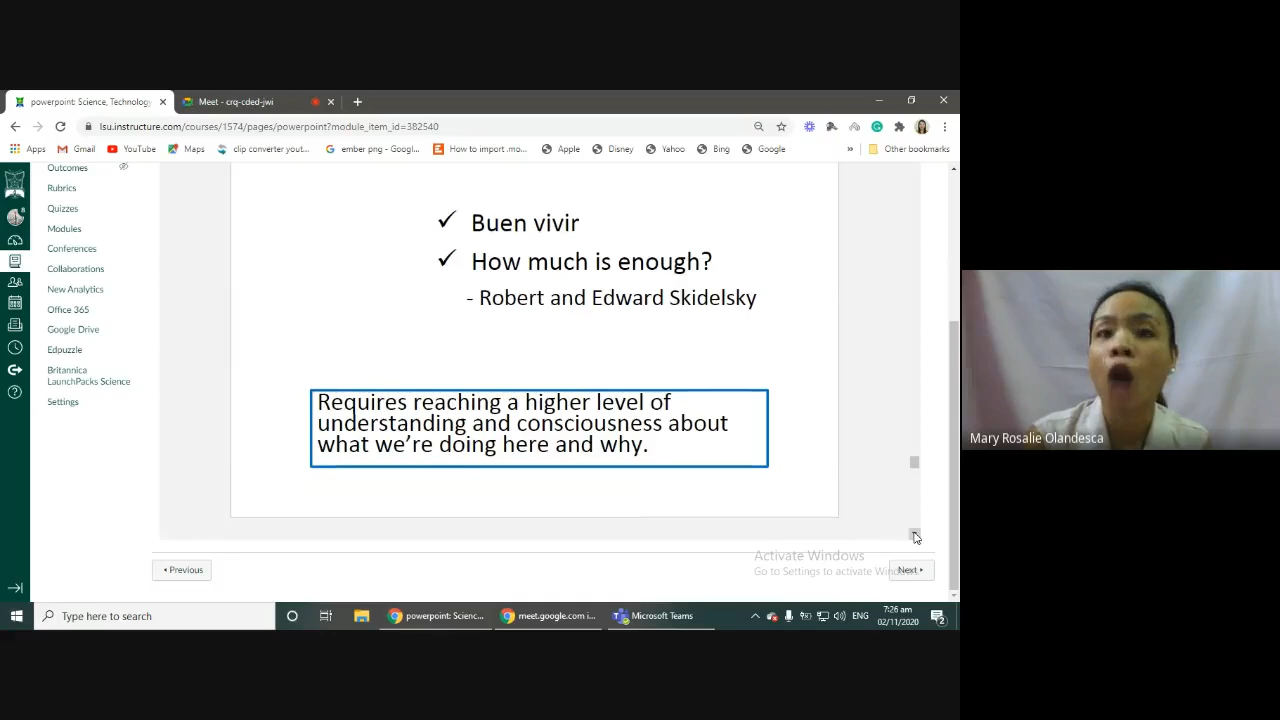 powerpoint: Science, Technology
Meet - crq-cded-jwi
lsu.instructure.com/courses/1574/pages/powerpoint?module_item_id=382540
Apps Gmail YouTube Maps clip converter yout... ember png - Googl... How to import .mo... Apple Disney Yahoo Bing Google » Other bookmarks
Outcomes
Rubrics
Quizzes
Modules
Conferences
Collaborations
New Analytics
Office 365
Google Drive
Edpuzzle
Britannica
LaunchPacks Science
Settings
✓ Buen vivir
✓ How much is enough?
- Robert and Edward Skidelsky
Requires reaching a higher level of
understanding and consciousness about
what we're doing here and why.
Mary Rosalie Olandesca
Activate Windows
Go to Settings to activate Windows
Previous
Next
Type here to search
powerpoint: Scienc...
meet.google.com i...
Microsoft Teams
ENG
7:26 am
02/11/2020
2